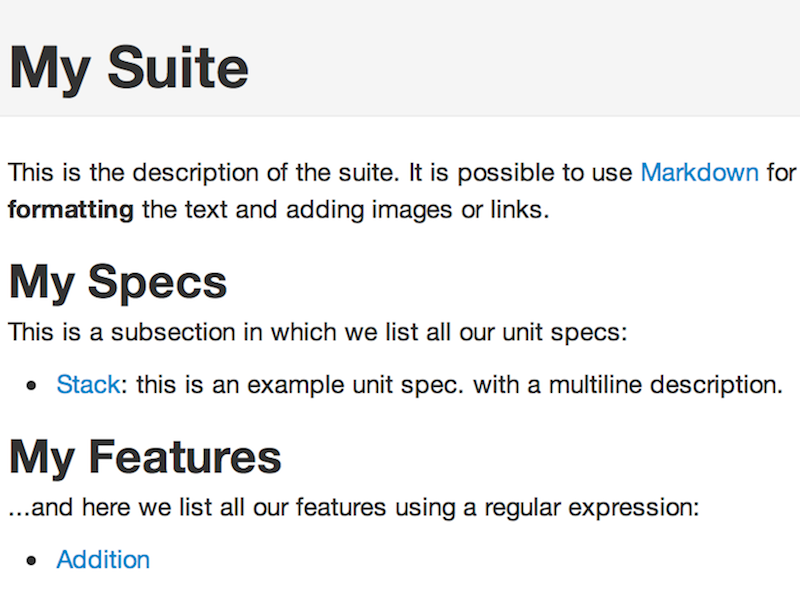 My Suite
This is the description of the suite. It is possible to use Markdown for
formatting the text and adding images or links.
My Specs
This is a subsection in which we list all our unit specs:
• Stack: this is an example unit spec. with a multiline description.
My Features
...and here we list all our features using a regular expression:
• Addition